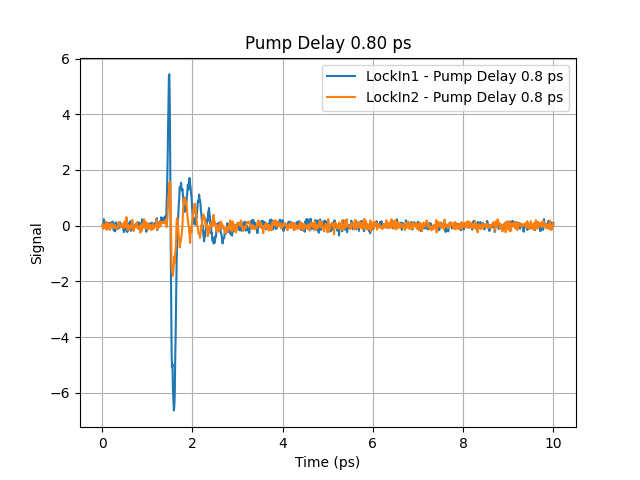 Pump Delay 0.80 ps
LockIn1 - Pump Delay 0.8 ps
LockIn2 - Pump Delay 0.8 ps
6
4
2
0
−2
−4
−6
Signal
0 2 4 6 8 10
Time (ps)